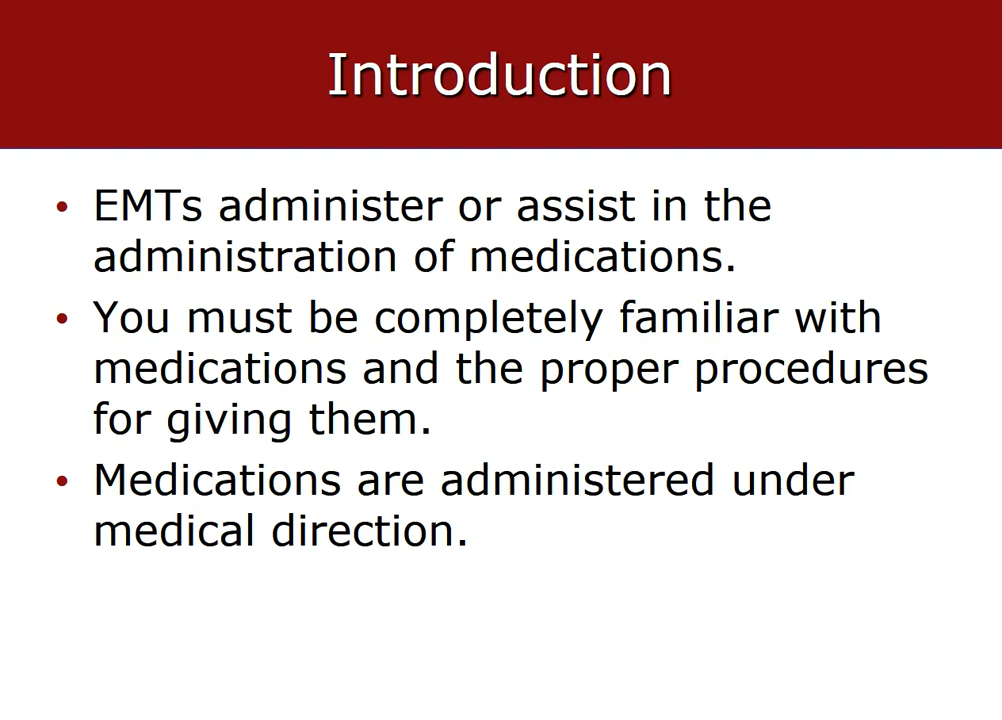 Introduction
• EMTs administer or assist in the
administration of medications.
• You must be completely familiar with
medications and the proper procedures
for giving them.
• Medications are administered under
medical direction.